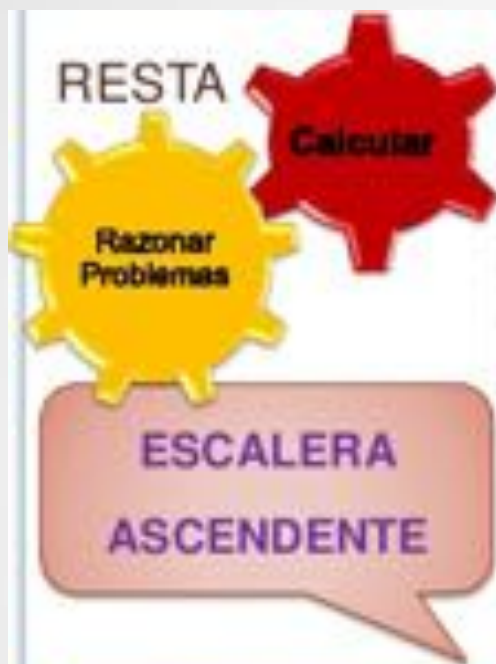 RESTA
Calcular
Razonar
Problemas
ESCALERA
ASCENDENTE